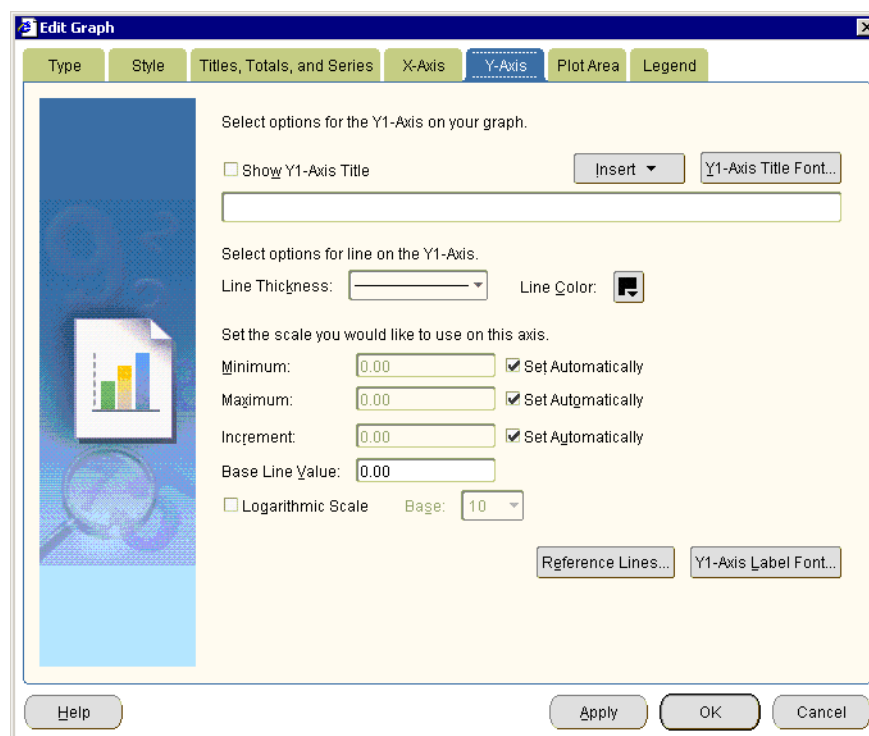 Edit Graph
Type Style Titles, Totals, and Series X-Axis Y-Axis Plot Area Legend
Select options for the Y1-Axis on your graph.
Show Y1-Axis Title Insert Y1-Axis Title Font...
Select options for line on the Y1-Axis.
Line Thickness: Line Color:
Set the scale you would like to use on this axis.
Minimum: 0.00 Set Automatically
Maximum: 0.00 Set Automatically
Increment: 0.00 Set Automatically
Base Line Value: 0.00
Logarithmic Scale Base: 10
Reference Lines... Y1-Axis Label Font...
Help Apply OK Cancel